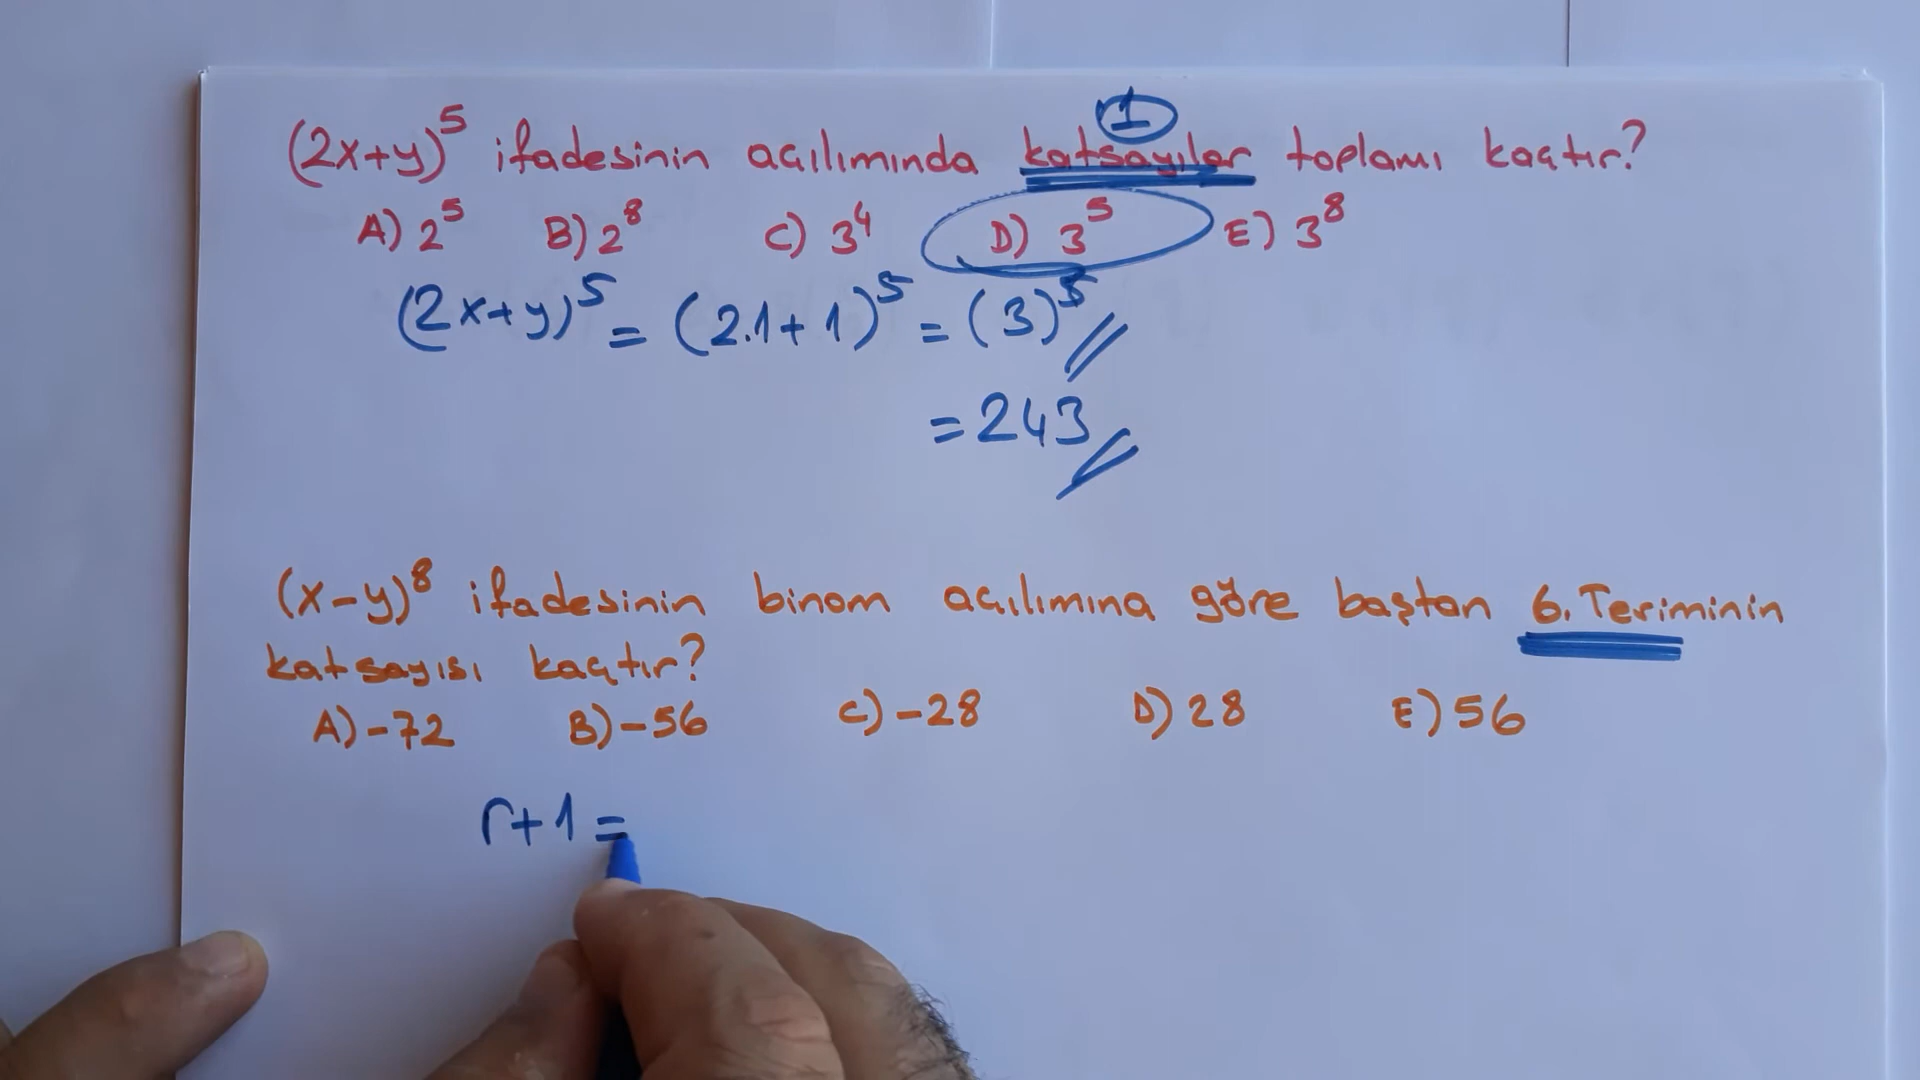 1
(2x+y)⁵ ifadesinin açılımında katsayılar toplamı kaçtır?
A) 2⁵ B) 2⁸ C) 3⁴ D) 3⁵ E) 3⁸
(2x+y)⁵ = (2.1+1)⁵ = (3)⁵
= 243
(x-y)⁸ ifadesinin binom açılımına göre baştan 6. Teriminin
katsayısı kaçtır?
A) -72 B) -56 C) -28 D) 28 E) 56
r+1 =